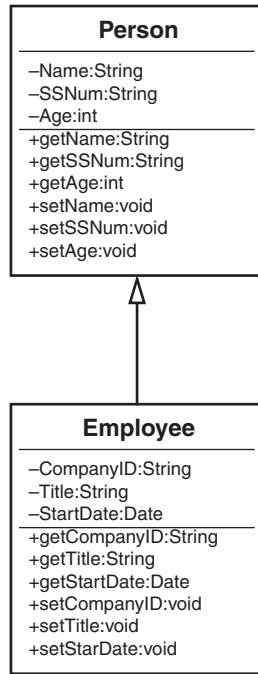 Person
–Name:String
–SSNum:String
–Age:int
+getName:String
+getSSNum:String
+getAge:int
+setName:void
+setSSNum:void
+setAge:void
Employee
–CompanyID:String
–Title:String
–StartDate:Date
+getCompanyID:String
+getTitle:String
+getStartDate:Date
+setCompanyID:void
+setTitle:void
+setStarDate:void